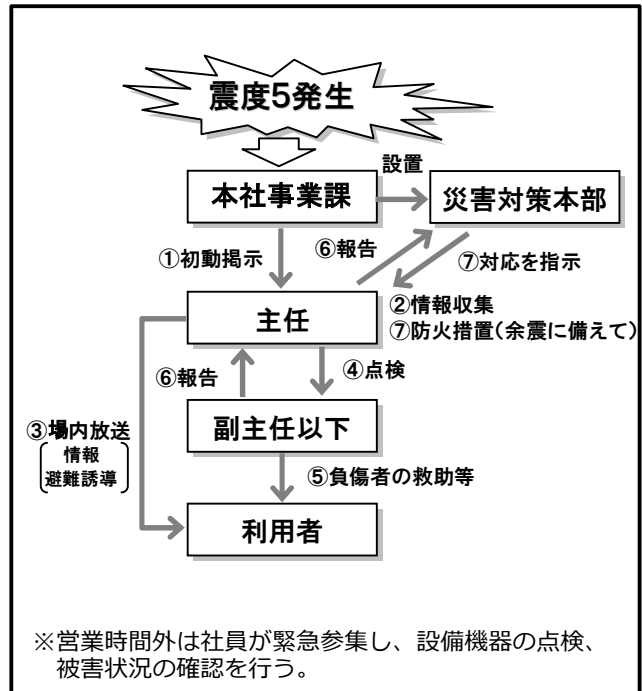 震度5発生
設置
本社事業課
災害対策本部
①初動掲示
⑥報告
⑦対応を指示
主任
②情報収集
⑦防火措置(余震に備えて)
⑥報告
④点検
③場内放送
情報
避難誘導
副主任以下
⑤負傷者の救助等
利用者
※営業時間外は社員が緊急参集し、設備機器の点検、
被害状況の確認を行う。